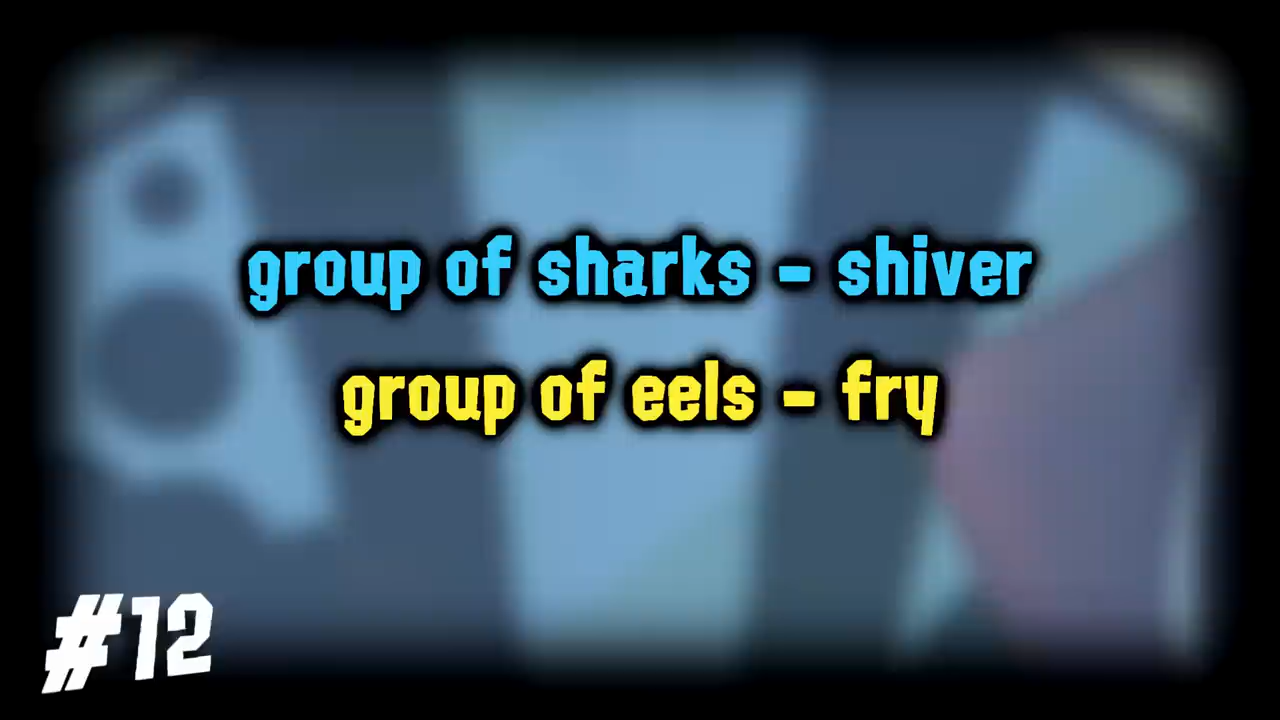 group of sharks - shiver
group of eels - fry
#12